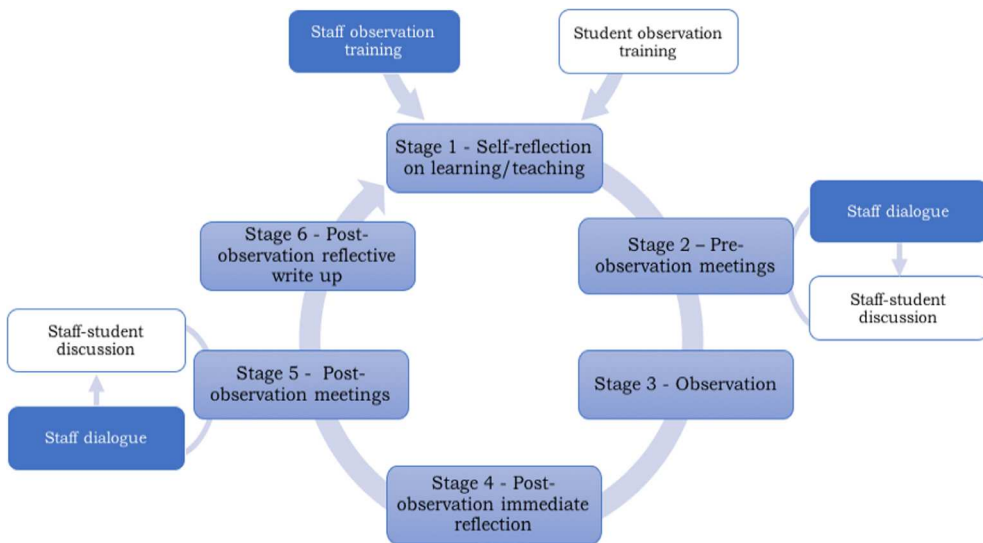 Staff observation
training
Student observation
training
Stage 1 - Self-reflection
on learning/teaching
Stage 2 – Pre-
observation meetings
Staff dialogue
Staff-student
discussion
Stage 3 - Observation
Stage 4 - Post-
observation immediate
reflection
Stage 5 -  Post-
observation meetings
Staff-student
discussion
Staff dialogue
Stage 6 - Post-
observation reflective
write up